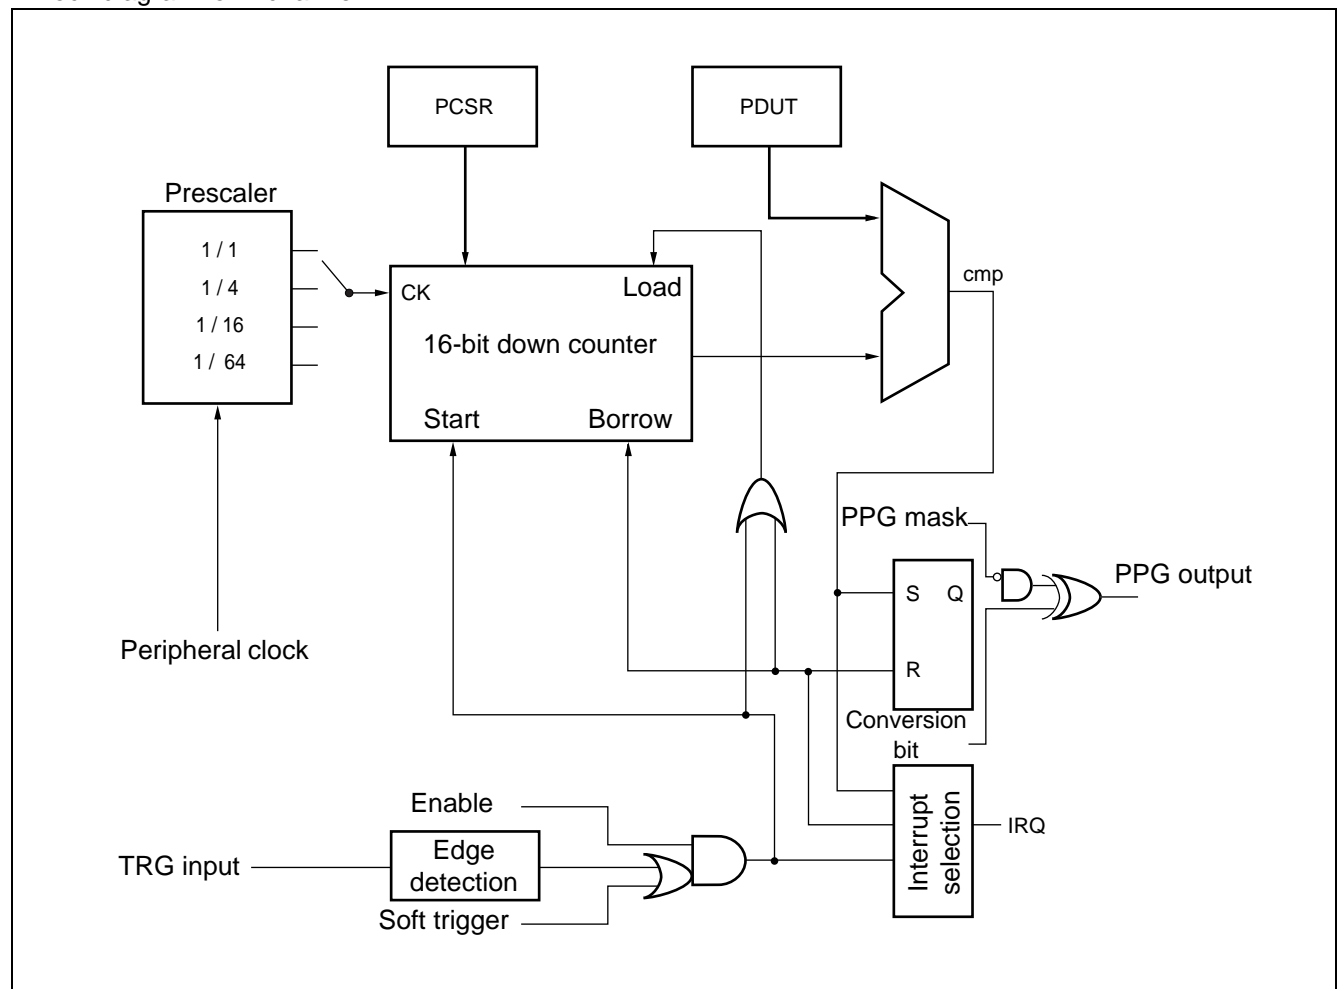 PCSR
PDUT
Prescaler
1 / 1
1 / 4
1 / 16
1 / 64
CK
Load
16-bit down counter
Start
Borrow
cmp
PPG mask
S
Q
R
PPG output
Peripheral clock
Conversion
bit
Enable
Interrupt
selection
IRQ
TRG input
Edge
detection
Soft trigger